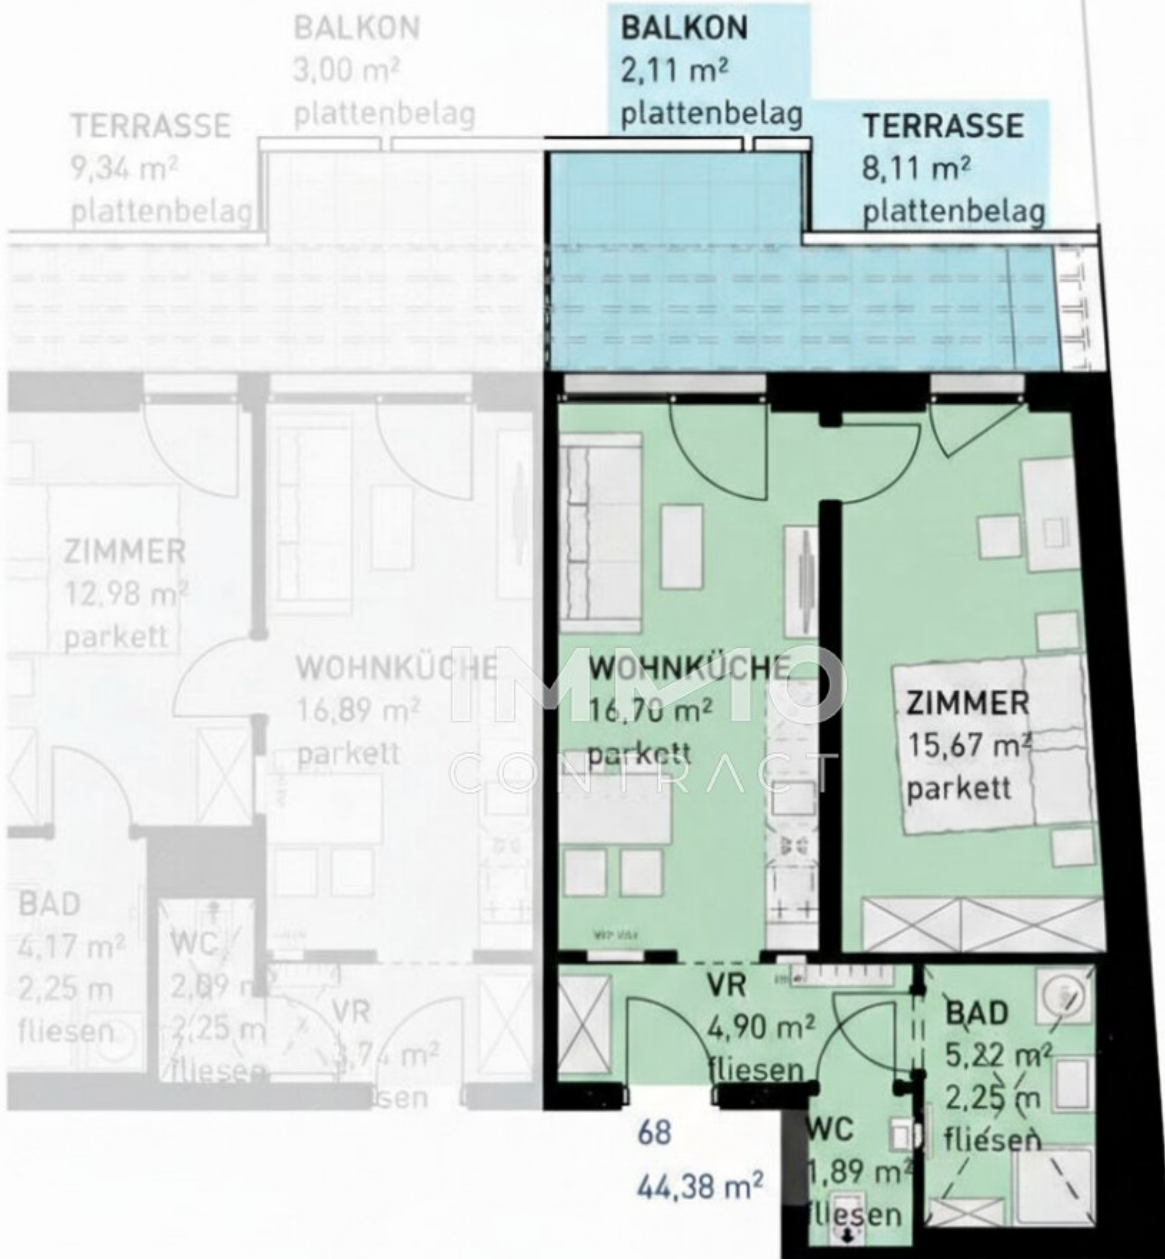 BALKON
3,00 m²
plattenbelag
BALKON
2,11 m²
plattenbelag
TERRASSE
9,34 m²
plattenbelag
TERRASSE
8,11 m²
plattenbelag
ZIMMER
12,98 m²
parkett
WOHNKÜCHE
16,89 m²
parkett
WOHNKÜCHE
16,70 m²
parkett
ZIMMER
15,67 m²
parkett
IMMO
CONTRACT
BAD
4,17 m²
2,25 m
fliesen
WC
2,09 m²
2,25 m
fliesen
VR
3,74 m²
VR
4,90 m²
fliesen
BAD
5,22 m²
2,25 m
fliesen
WC
1,89 m²
fliesen
68
44,38 m²